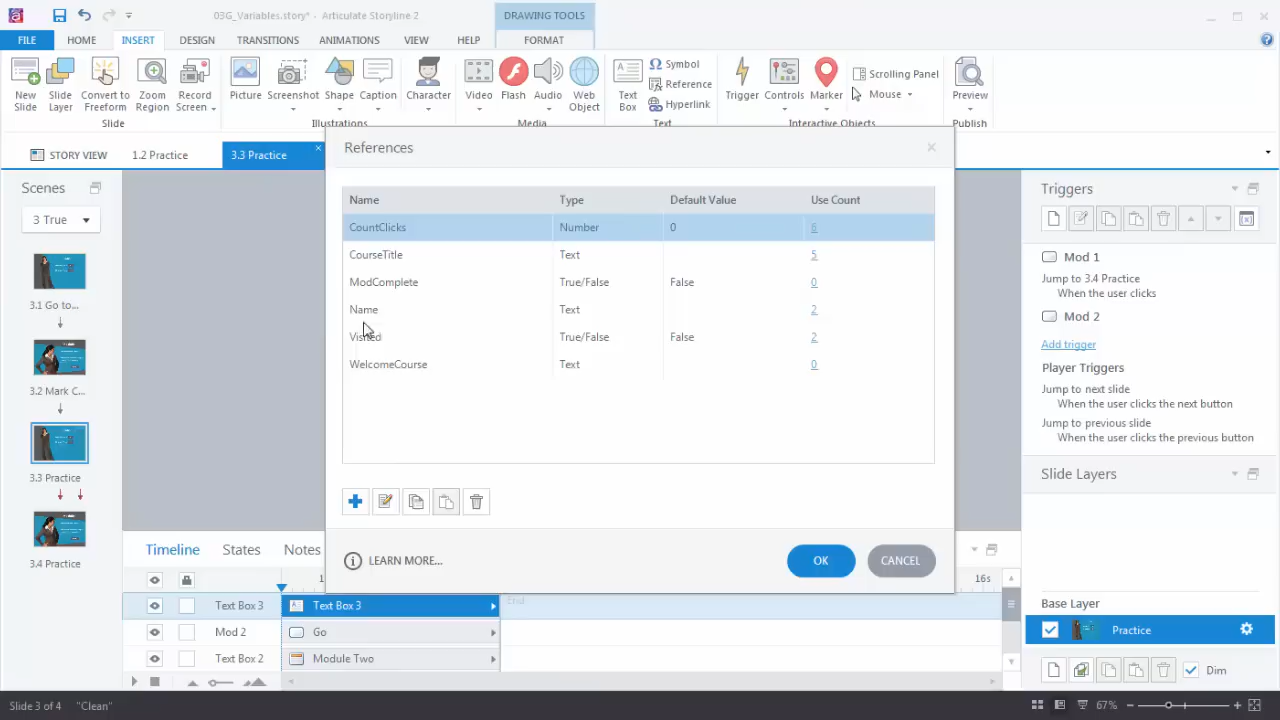 03G_Variables.story* - Articulate Storyline 2
DRAWING TOOLS
FILE HOME INSERT DESIGN TRANSITIONS ANIMATIONS VIEW HELP FORMAT
New Slide
Slide Layer
Convert to Freeform
Zoom Region
Record Screen
Slide
Picture
Screenshot
Shape
Caption
Character
Illustrations
Video
Flash
Audio
Web Object
Media
Text Box
Symbol
Reference
Hyperlink
Text
Trigger
Controls
Marker
Scrolling Panel
Mouse
Interactive Objects
Preview
Publish
STORY VIEW 1.2 Practice 3.3 Practice
Scenes
3 True
3.1 Go to...
3.2 Mark C...
3.3 Practice
3.4 Practice
References
Name Type Default Value Use Count
CountClicks Number 0 6
CourseTitle Text 5
ModComplete True/False False 0
Name Text 2
Visited True/False False 2
WelcomeCourse Text 0
LEARN MORE...
OK
CANCEL
Triggers
Mod 1
Jump to 3.4 Practice
When the user clicks
Mod 2
Add trigger
Player Triggers
Jump to next slide
When the user clicks the next button
Jump to previous slide
When the user clicks the previous button
Slide Layers
Base Layer
Practice
Dim
Timeline States Notes
16s
Text Box 3 Text Box 3 End
Mod 2 Go
Text Box 2 Module Two
Slide 3 of 4 "Clean" 67%